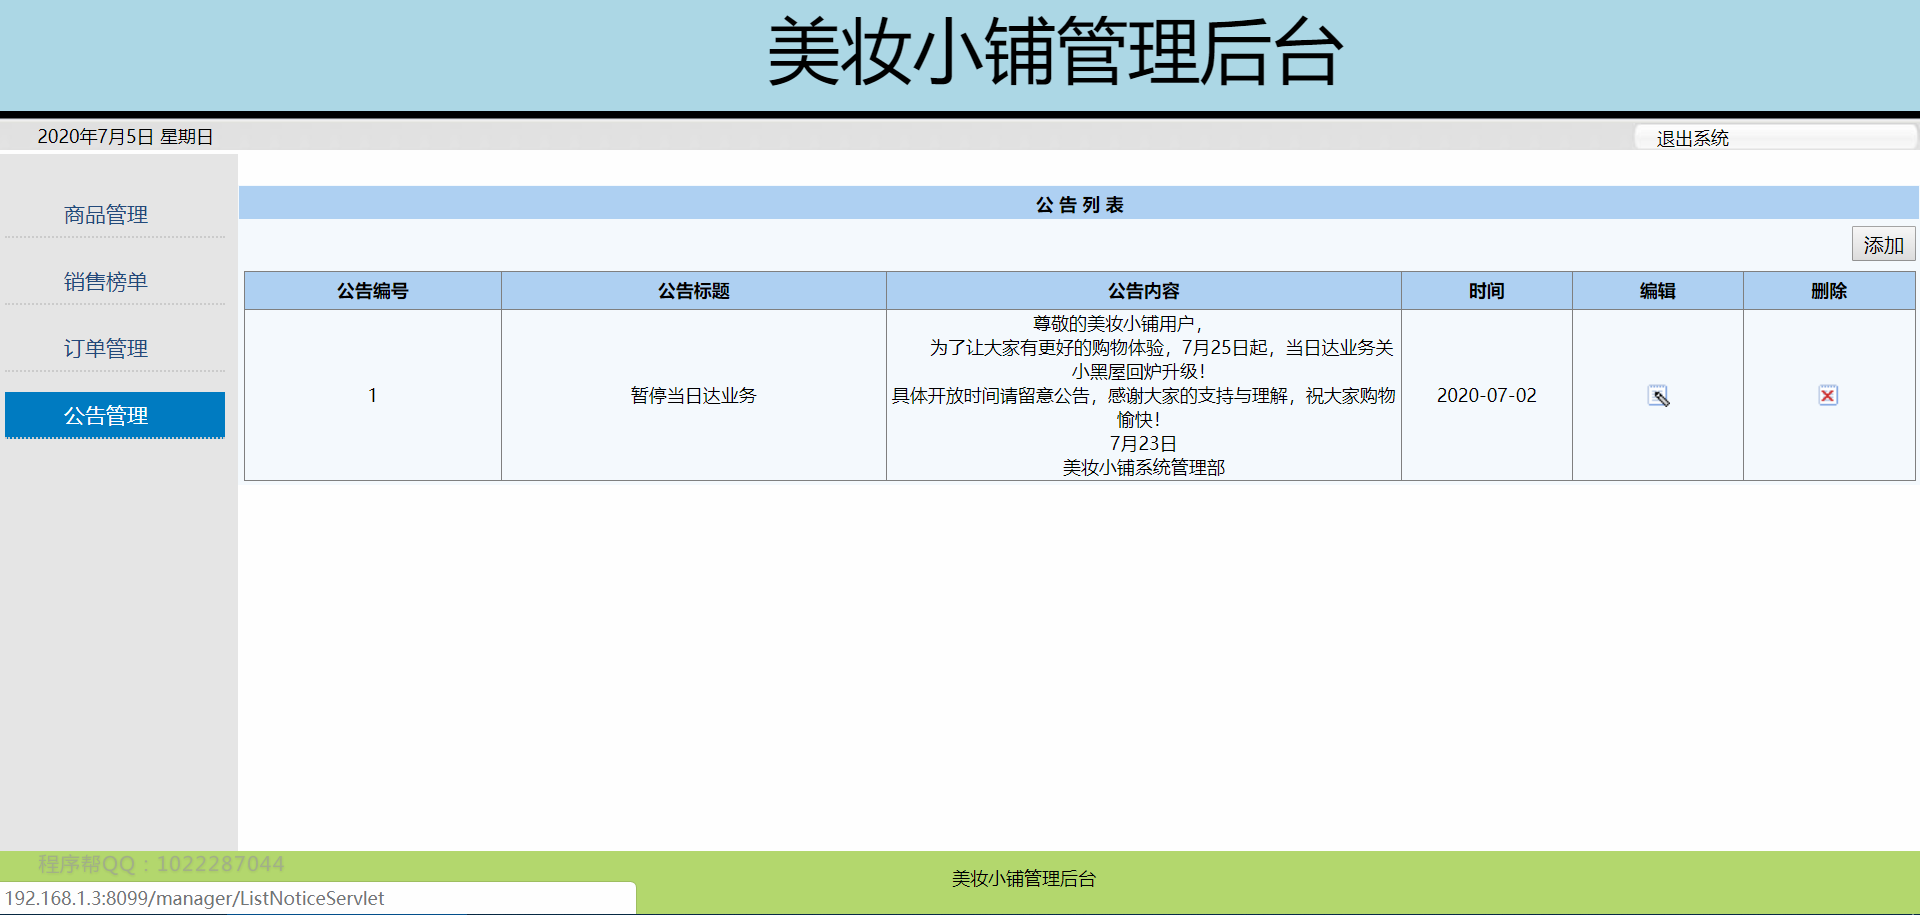 美妆小铺管理后台
2020年7月5日 星期日
退出系统
商品管理
销售榜单
订单管理
公告管理
公 告 列 表
添加
公告编号 公告标题 公告内容 时间 编辑 删除
1 暂停当日达业务
尊敬的美妆小铺用户，
为了让大家有更好的购物体验，7月25日起，当日达业务关
小黑屋回炉升级！
具体开放时间请留意公告，感谢大家的支持与理解，祝大家购物
愉快！
7月23日
美妆小铺系统管理部
2020-07-02
程序帮QQ：1022287044
美妆小铺管理后台
192.168.1.3:8099/manager/ListNoticeServlet